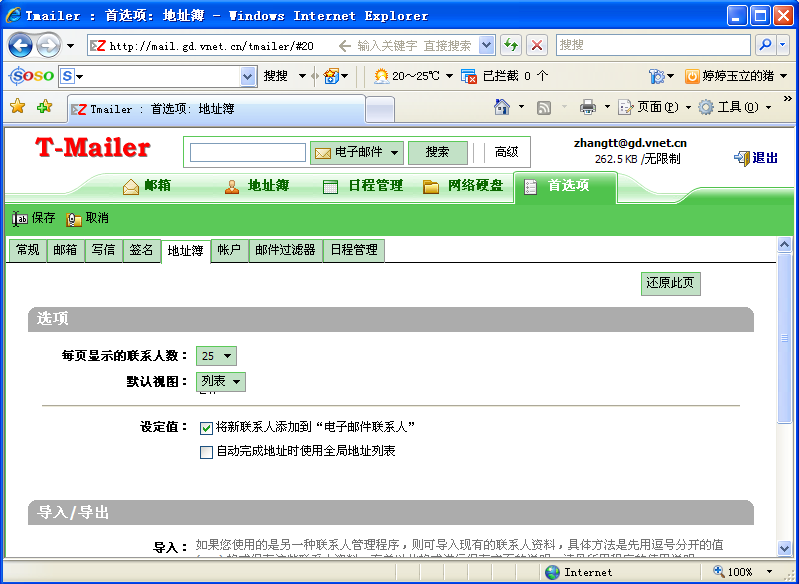 Tmailer : 首选项: 地址簿 - Windows Internet Explorer
http://mail.gd.vnet.cn/tmailer/#20 输入关键字 直接搜索 搜搜
Soso S 搜搜 20～25℃ 已拦截 0 个 婷婷玉立的猪
Tmailer : 首选项: 地址簿 页面(P) 工具(O) »
T-Mailer 电子邮件 搜索 高级 zhangtt@gd.vnet.cn
262.5 KB /无限制 退出
邮箱 地址簿 日程管理 网络硬盘 首选项
保存 取消
常规 邮箱 写信 签名 地址簿 帐户 邮件过滤器 日程管理
还原此页
选项
每页显示的联系人数： 25
默认视图： 列表
设定值： 将新联系人添加到“电子邮件联系人”
自动完成地址时使用全局地址列表
导入/导出
导入： 如果您使用的是另一种联系人管理程序，则可导入现有的联系人资料，具体方法是先用逗号分开的值
Internet 100%